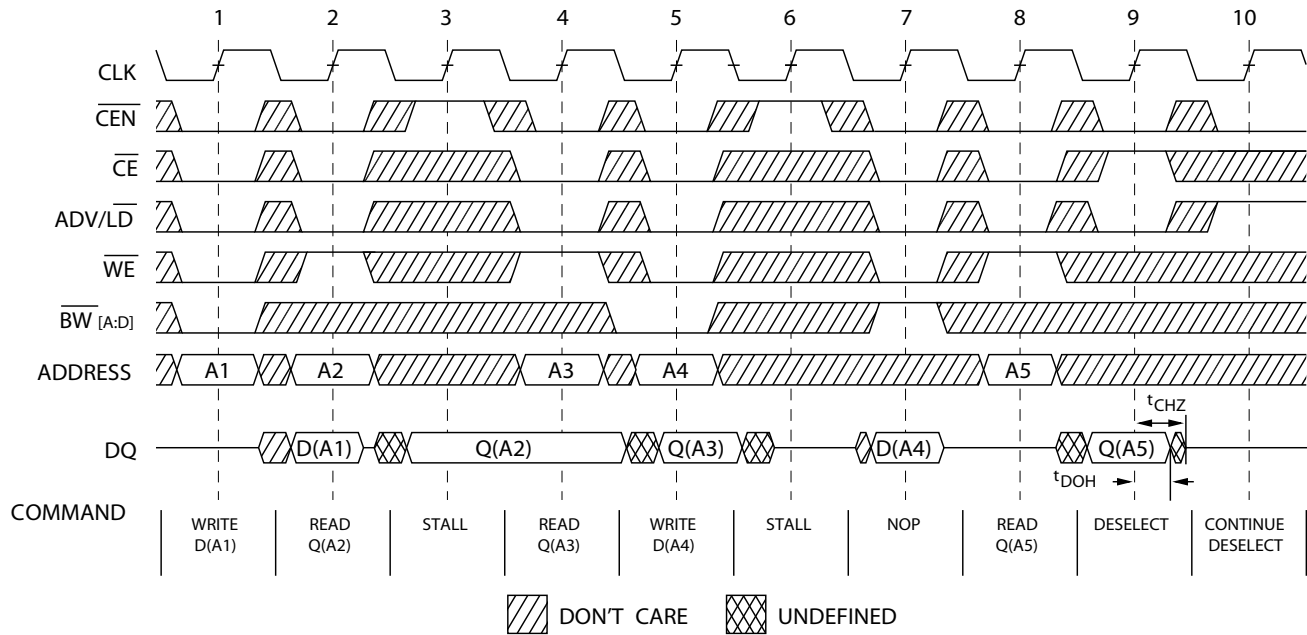 1 2 3 4 5 6 7 8 9 10
CLK
CEN
CE
ADV/LD
WE
BW [A:D]
ADDRESS A1 A2 A3 A4 A5
tCHZ
DQ D(A1) Q(A2) Q(A3) D(A4) Q(A5)
tDOH
COMMAND
WRITE READ STALL READ WRITE STALL NOP READ DESELECT CONTINUE
D(A1) Q(A2) Q(A3) D(A4) Q(A5) DESELECT
DON'T CARE UNDEFINED